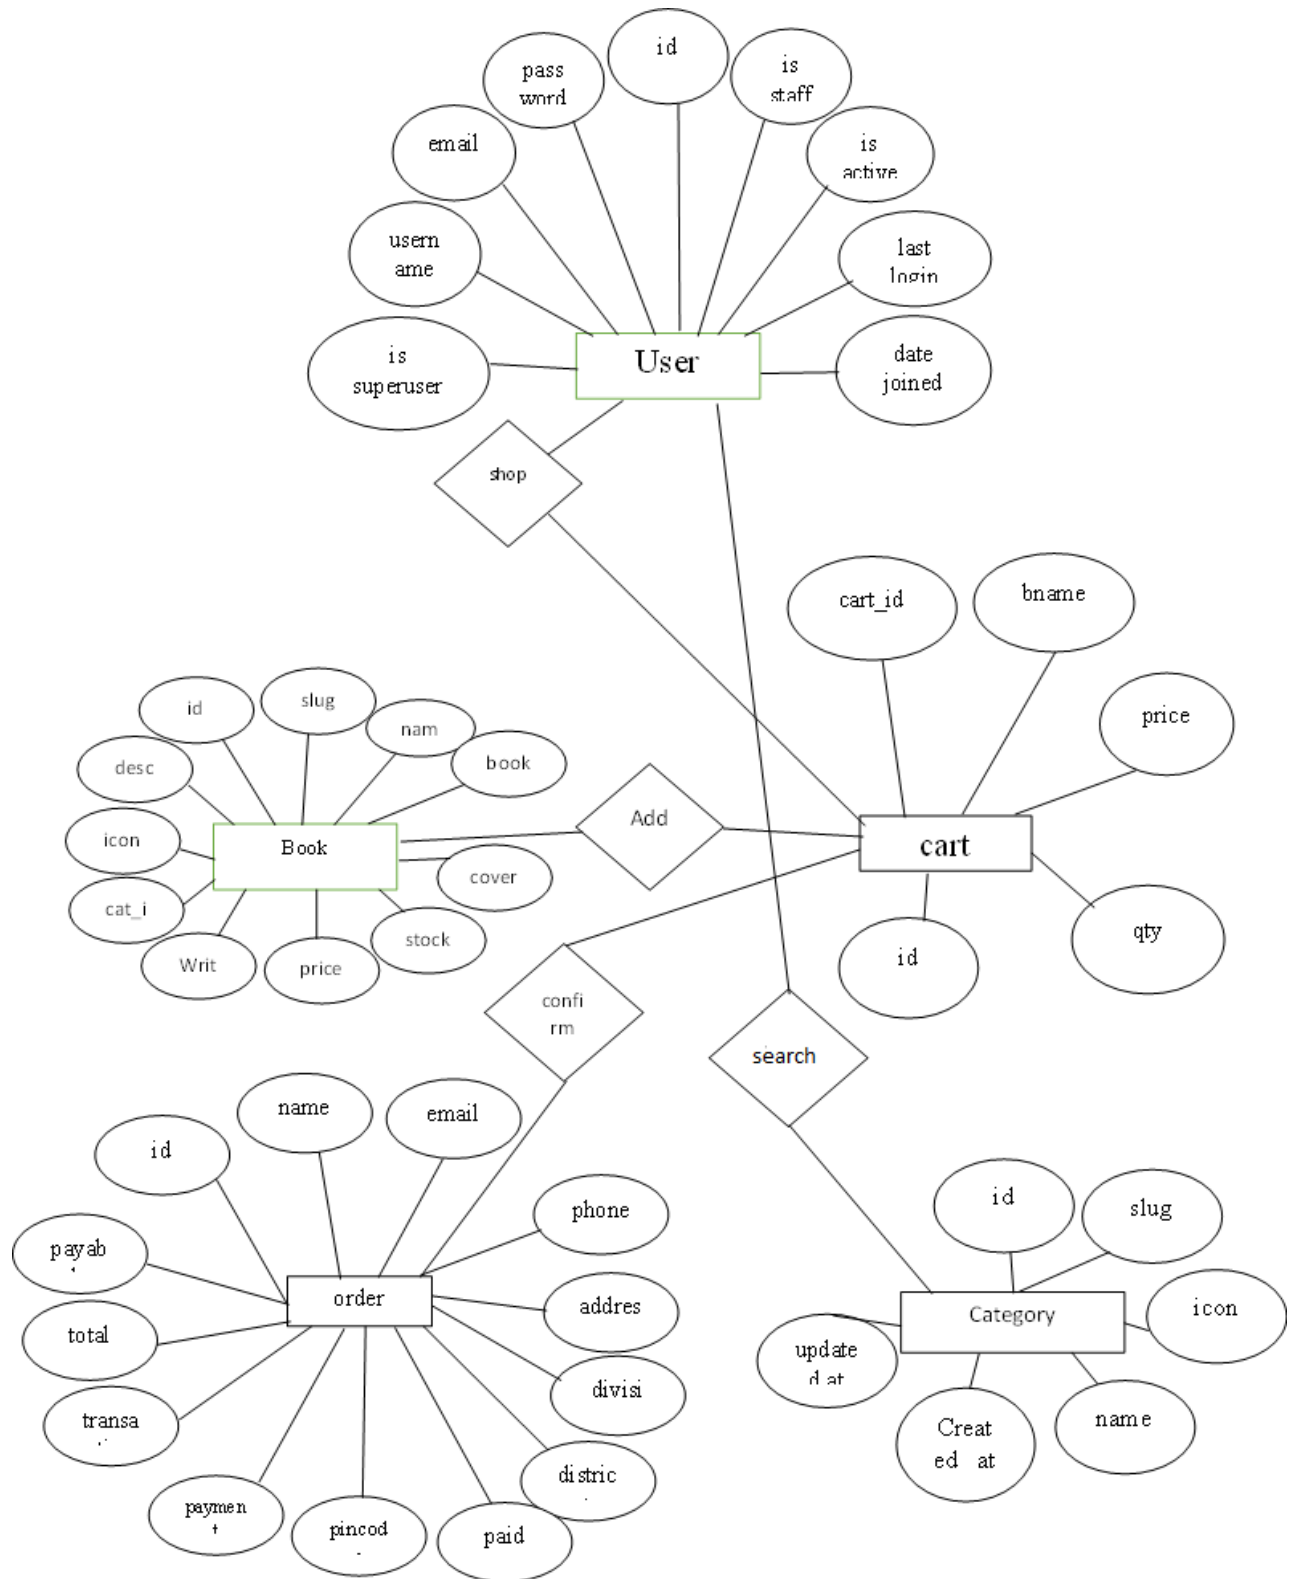 id
pass
word
is
staff
email
is
active
usern
ame
last
login
is
superuser
User
date
joined
shop
cart_id
bname
price
cart
qty
id
id
slug
nam
book
desc
icon
Book
cover
cat_i
stock
Writ
price
Add
confi
rm
search
name
email
id
phone
payab
order
addres
total
divisi
transa
distric
paymen
t
pincod
paid
id
slug
icon
Category
update
d at
Creat
ed at
name